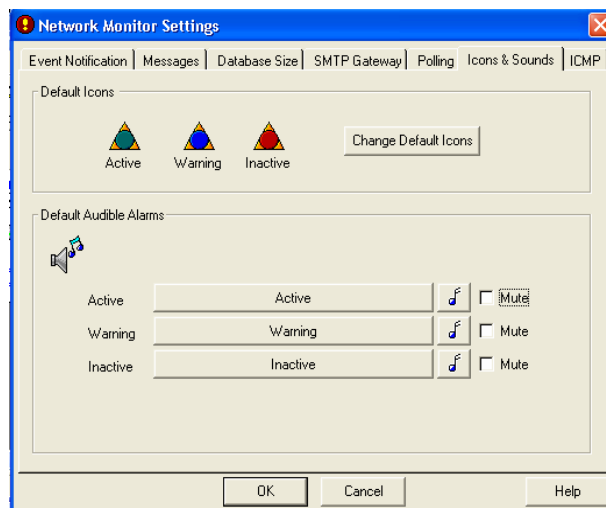 Network Monitor Settings
Event Notification Messages Database Size SMTP Gateway Polling Icons & Sounds ICMP
Default Icons
Active Warning Inactive Change Default Icons
Default Audible Alarms
Active Active Mute
Warning Warning Mute
Inactive Inactive Mute
OK Cancel Help